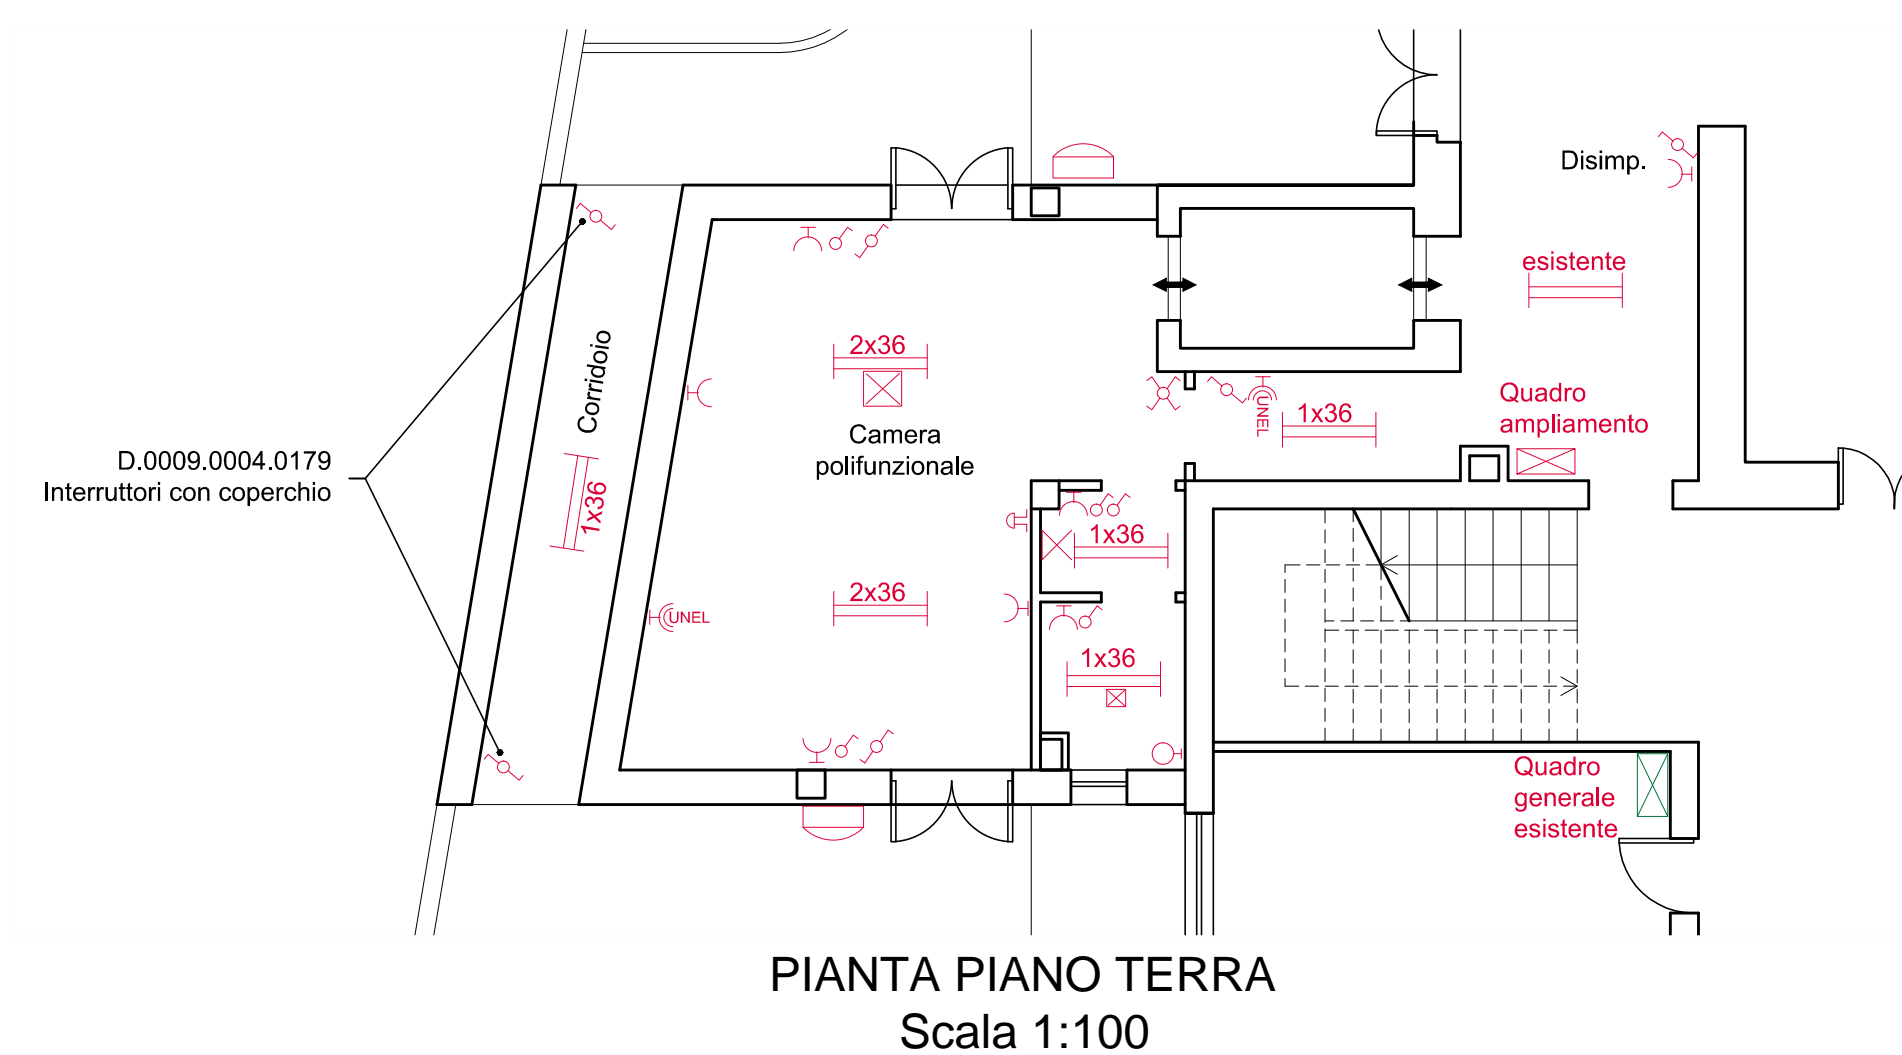 Disimp.
esistente
2x36
Corridoio
Quadro
ampliamento
UNEL
1x36
Camera
polifunzionale
D.0009.0004.0179
Interruttori con coperchio
1x36
1x36
2x36
UNEL
1x36
Quadro
generale
esistente
PIANTA PIANO TERRA
Scala 1:100